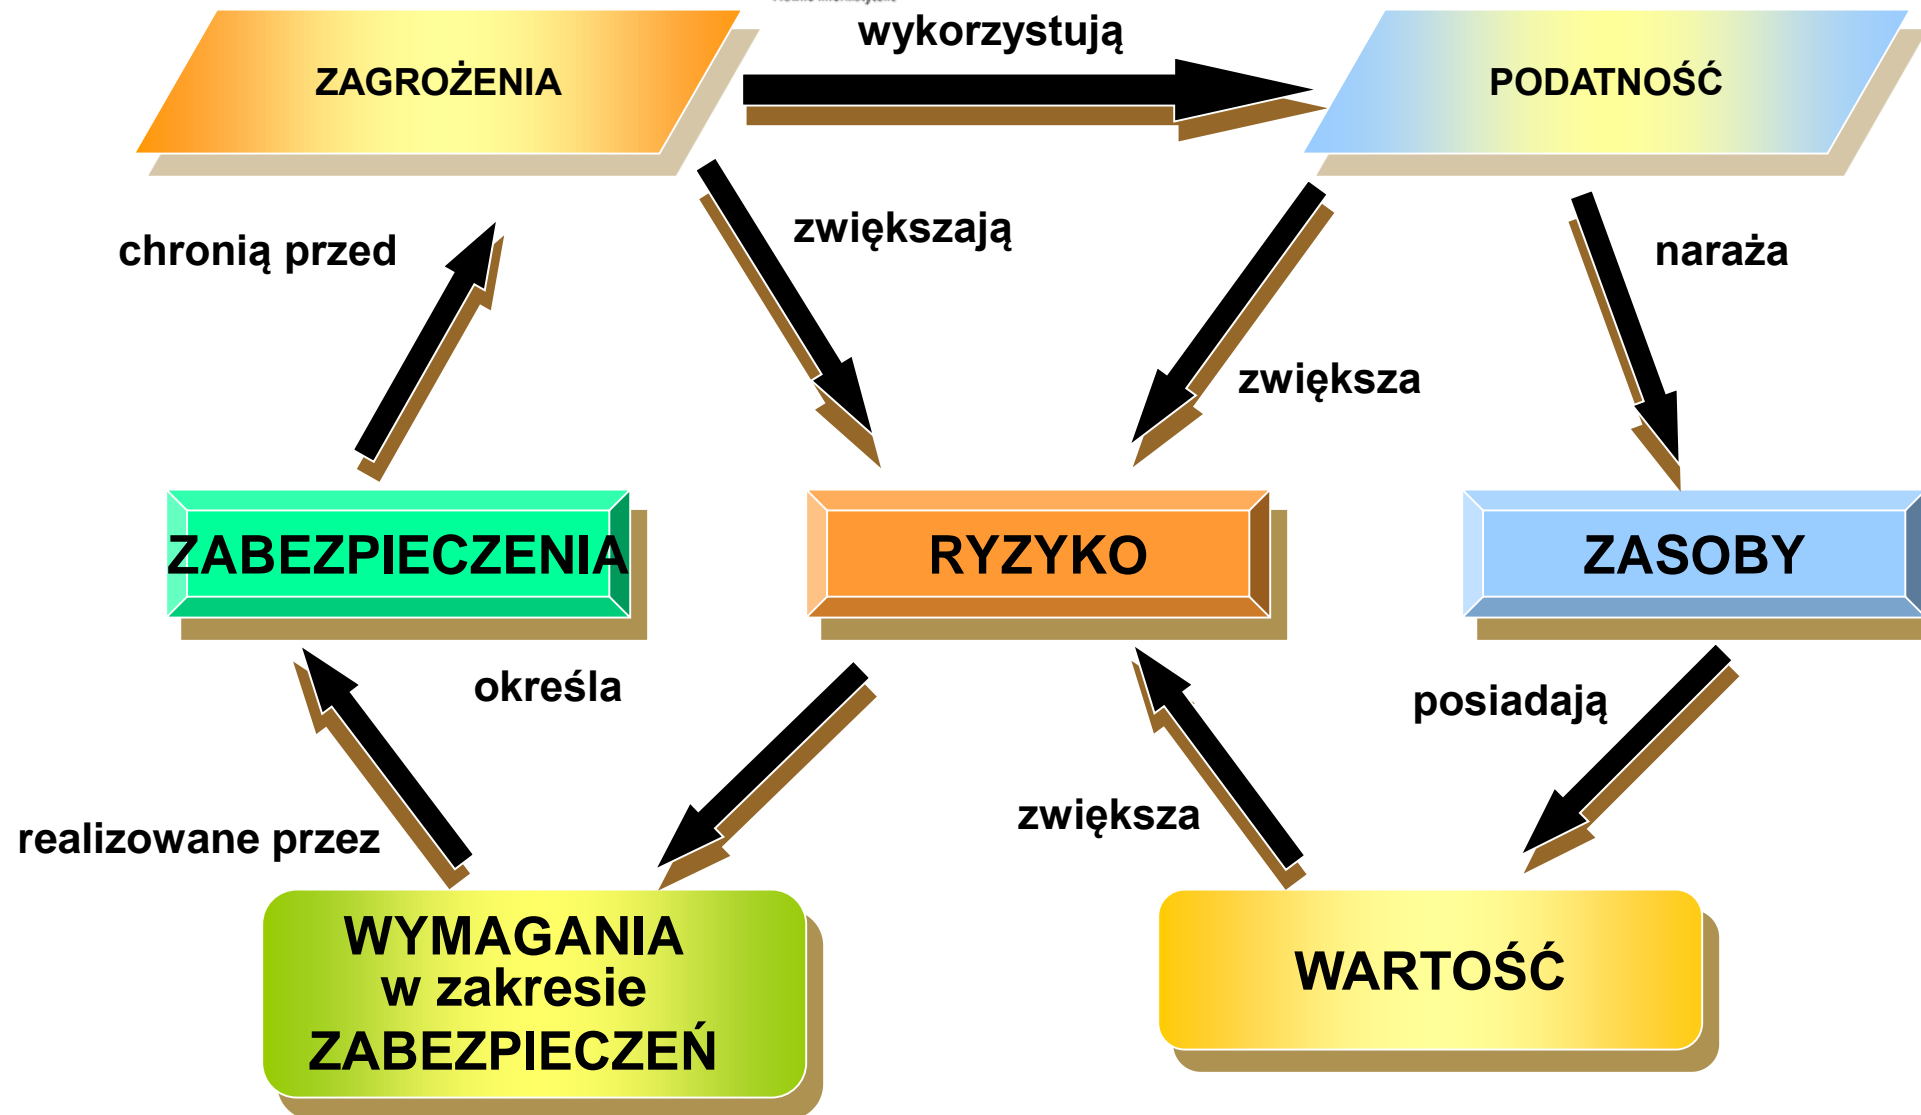 wykorzystują
ZAGROŻENIA
PODATNOŚĆ
chronią przed
zwiększają
naraża
zwiększa
ZABEZPIECZENIA
RYZYKO
ZASOBY
określa
posiadają
zwiększa
realizowane przez
WYMAGANIA
w zakresie
ZABEZPIECZEŃ
WARTOŚĆ